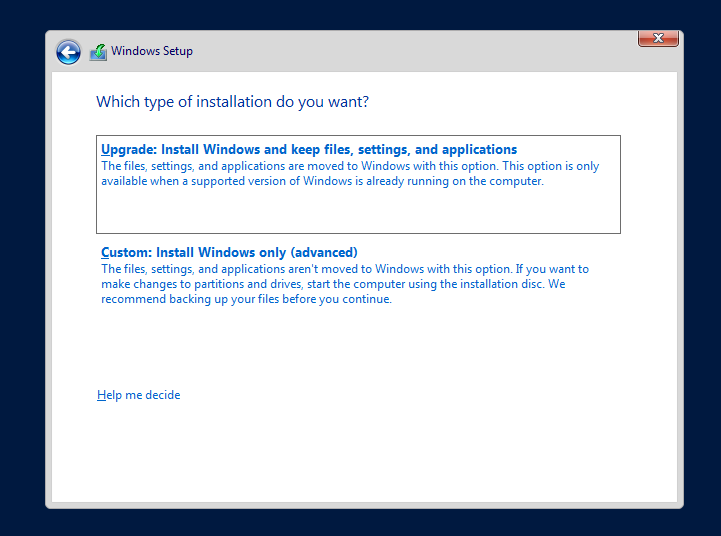 Windows Setup
Which type of installation do you want?
Upgrade: Install Windows and keep files, settings, and applications
The files, settings, and applications are moved to Windows with this option. This option is only
available when a supported version of Windows is already running on the computer.
Custom: Install Windows only (advanced)
The files, settings, and applications aren't moved to Windows with this option. If you want to
make changes to partitions and drives, start the computer using the installation disc. We
recommend backing up your files before you continue.
Help me decide